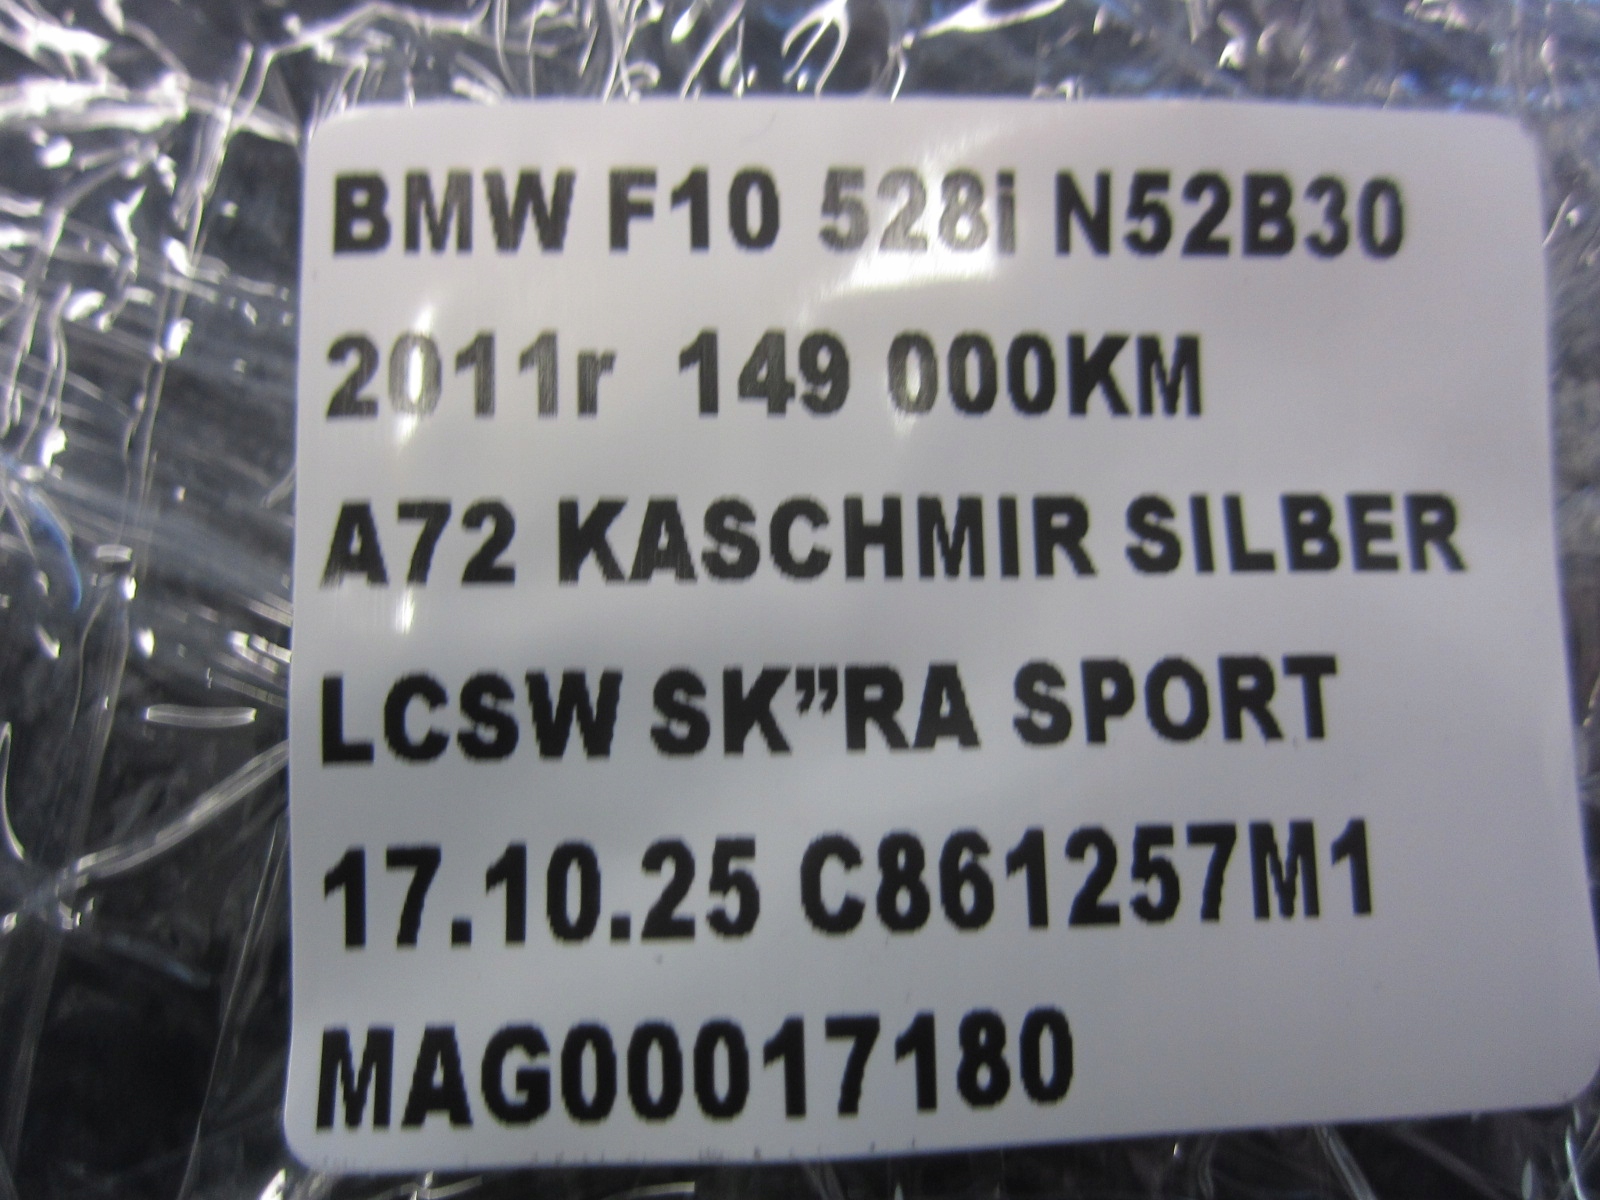 BMW F10 528i N52B30
2011r 149 000KM
A72 KASCHMIR SILBER
LCSW SK”RA SPORT
17.10.25 C861257M1
MAG00017180